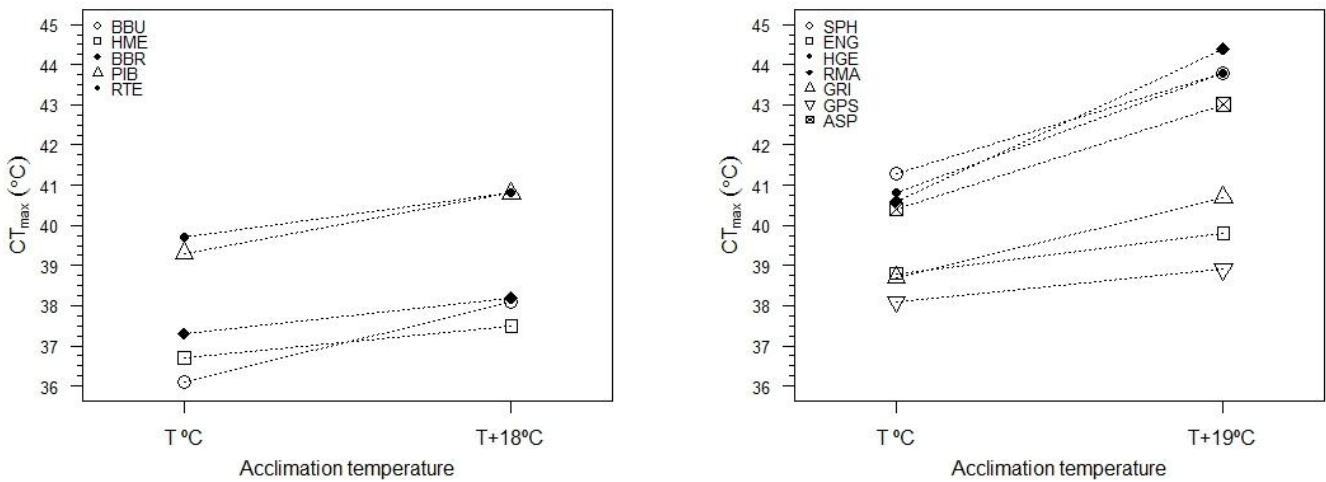 45
44
43
42
41
40
39
38
37
36
CTmax (°C)
BBU
HME
BBR
PIB
RTE
T ºC
T+18ºC
Acclimation temperature
45
44
43
42
41
40
39
38
37
36
CTmax (°C)
SPH
ENG
HGE
RMA
GRI
GPS
ASP
T ºC
T+19ºC
Acclimation temperature